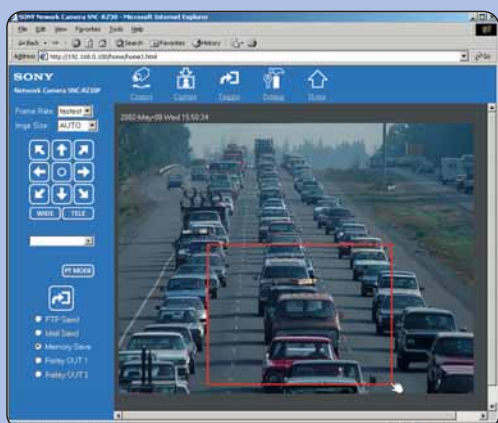 SONY Network Camera SNC-RZ30 - Microsoft Internet Explorer
File Edit View Favorites Tools Help
Back Search Favorites History
Address http://192.168.0.100/home/home3.html Go
SONY
Network Camera SNC-RZ30P
Control Capture Trigger Setting Home
Frame Rate fastest
Image Size AUTO
2002-May-08 Wed 15:50:34
WIDE TELE
PT MODE
FTP Send
Mail Send
Memory Save
Relay OUT 1
Relay OUT 2